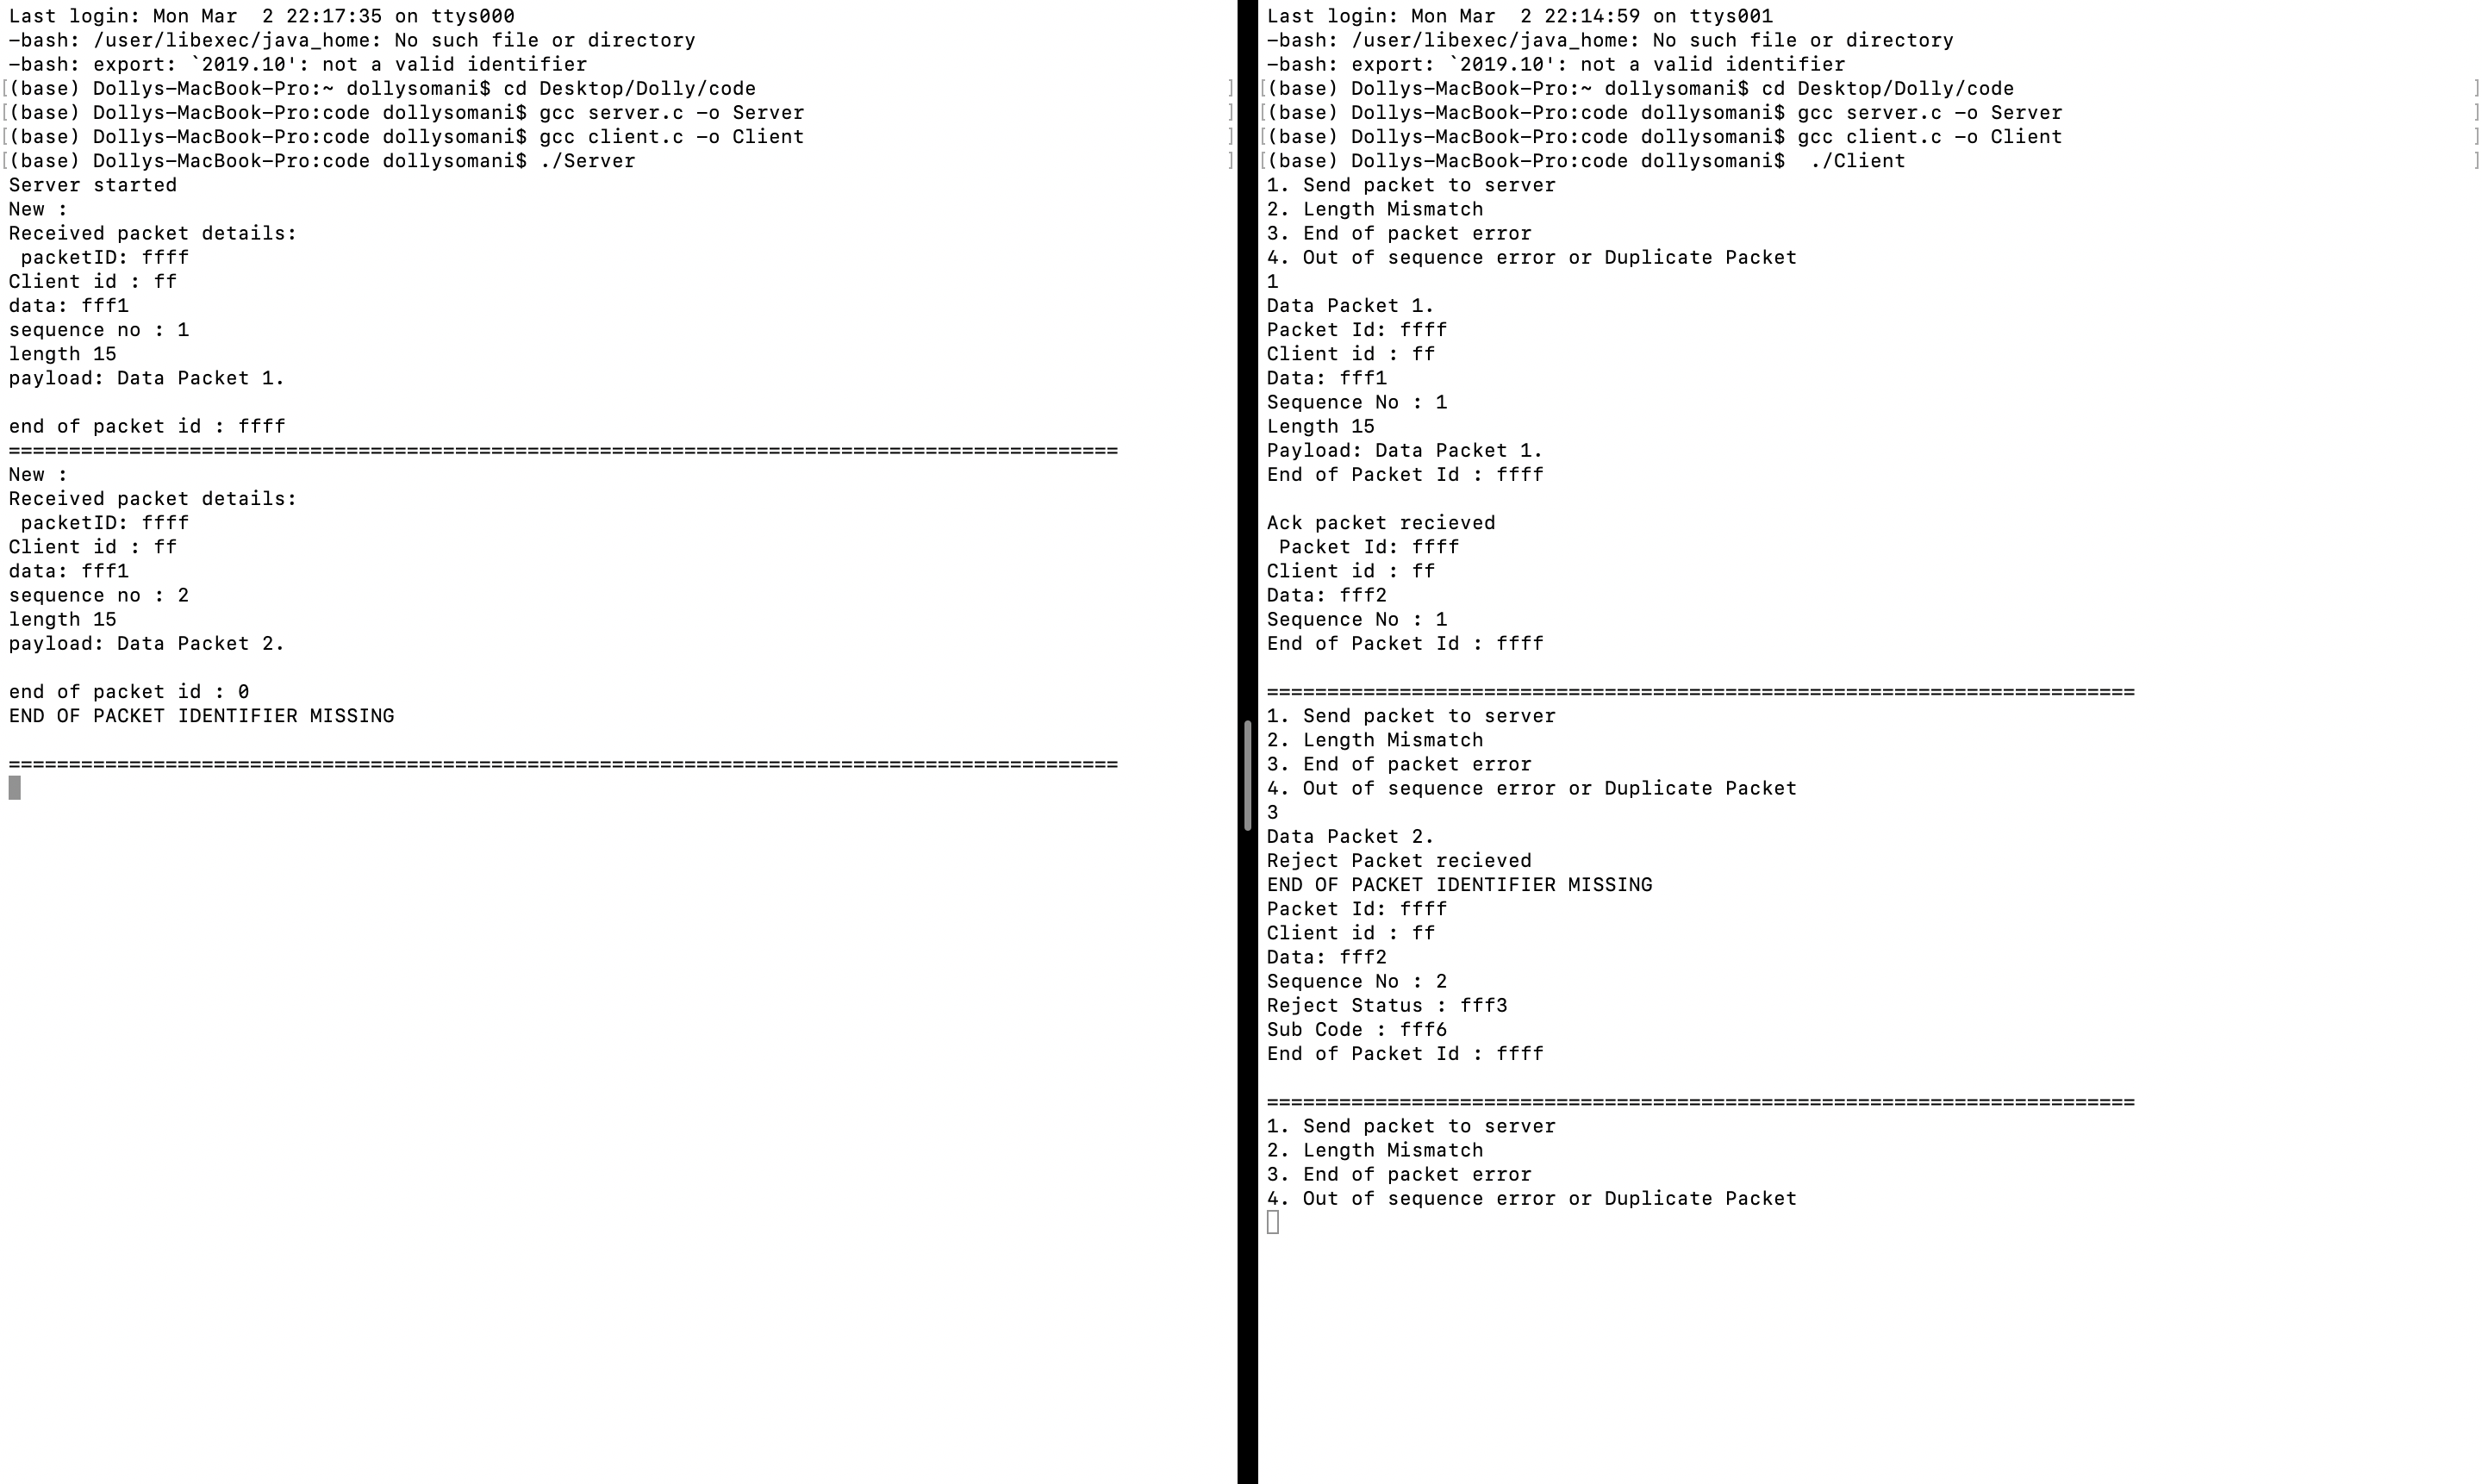 Last login: Mon Mar  2 22:17:35 on ttys000
-bash: /user/libexec/java_home: No such file or directory
-bash: export: `2019.10': not a valid identifier
[(base) Dollys-MacBook-Pro:~ dollysomani$ cd Desktop/Dolly/code ]
[(base) Dollys-MacBook-Pro:code dollysomani$ gcc server.c -o Server ]
[(base) Dollys-MacBook-Pro:code dollysomani$ gcc client.c -o Client ]
[(base) Dollys-MacBook-Pro:code dollysomani$ ./Server ]
Server started
New :
Received packet details:
 packetID: ffff
Client id : ff
data: fff1
sequence no : 1
length 15
payload: Data Packet 1.

end of packet id : ffff
============================================================================================
New :
Received packet details:
 packetID: ffff
Client id : ff
data: fff1
sequence no : 2
length 15
payload: Data Packet 2.

end of packet id : 0
END OF PACKET IDENTIFIER MISSING

============================================================================================
Last login: Mon Mar  2 22:14:59 on ttys001
-bash: /user/libexec/java_home: No such file or directory
-bash: export: `2019.10': not a valid identifier
[(base) Dollys-MacBook-Pro:~ dollysomani$ cd Desktop/Dolly/code ]
[(base) Dollys-MacBook-Pro:code dollysomani$ gcc server.c -o Server ]
[(base) Dollys-MacBook-Pro:code dollysomani$ gcc client.c -o Client ]
[(base) Dollys-MacBook-Pro:code dollysomani$  ./Client ]
1. Send packet to server
2. Length Mismatch
3. End of packet error
4. Out of sequence error or Duplicate Packet
1
Data Packet 1.
Packet Id: ffff
Client id : ff
Data: fff1
Sequence No : 1
Length 15
Payload: Data Packet 1.
End of Packet Id : ffff

Ack packet recieved
 Packet Id: ffff
Client id : ff
Data: fff2
Sequence No : 1
End of Packet Id : ffff

========================================================================
1. Send packet to server
2. Length Mismatch
3. End of packet error
4. Out of sequence error or Duplicate Packet
3
Data Packet 2.
Reject Packet recieved
END OF PACKET IDENTIFIER MISSING
Packet Id: ffff
Client id : ff
Data: fff2
Sequence No : 2
Reject Status : fff3
Sub Code : fff6
End of Packet Id : ffff

========================================================================
1. Send packet to server
2. Length Mismatch
3. End of packet error
4. Out of sequence error or Duplicate Packet